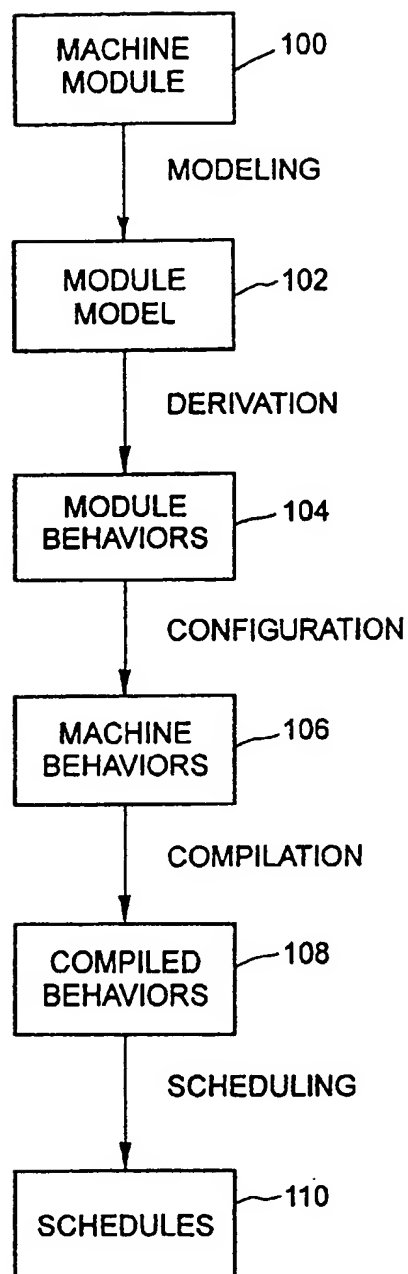 MACHINE
MODULE
100
MODELING
MODULE
MODEL
102
DERIVATION
MODULE
BEHAVIORS
104
CONFIGURATION
MACHINE
BEHAVIORS
106
COMPILATION
COMPILED
BEHAVIORS
108
SCHEDULING
SCHEDULES
110